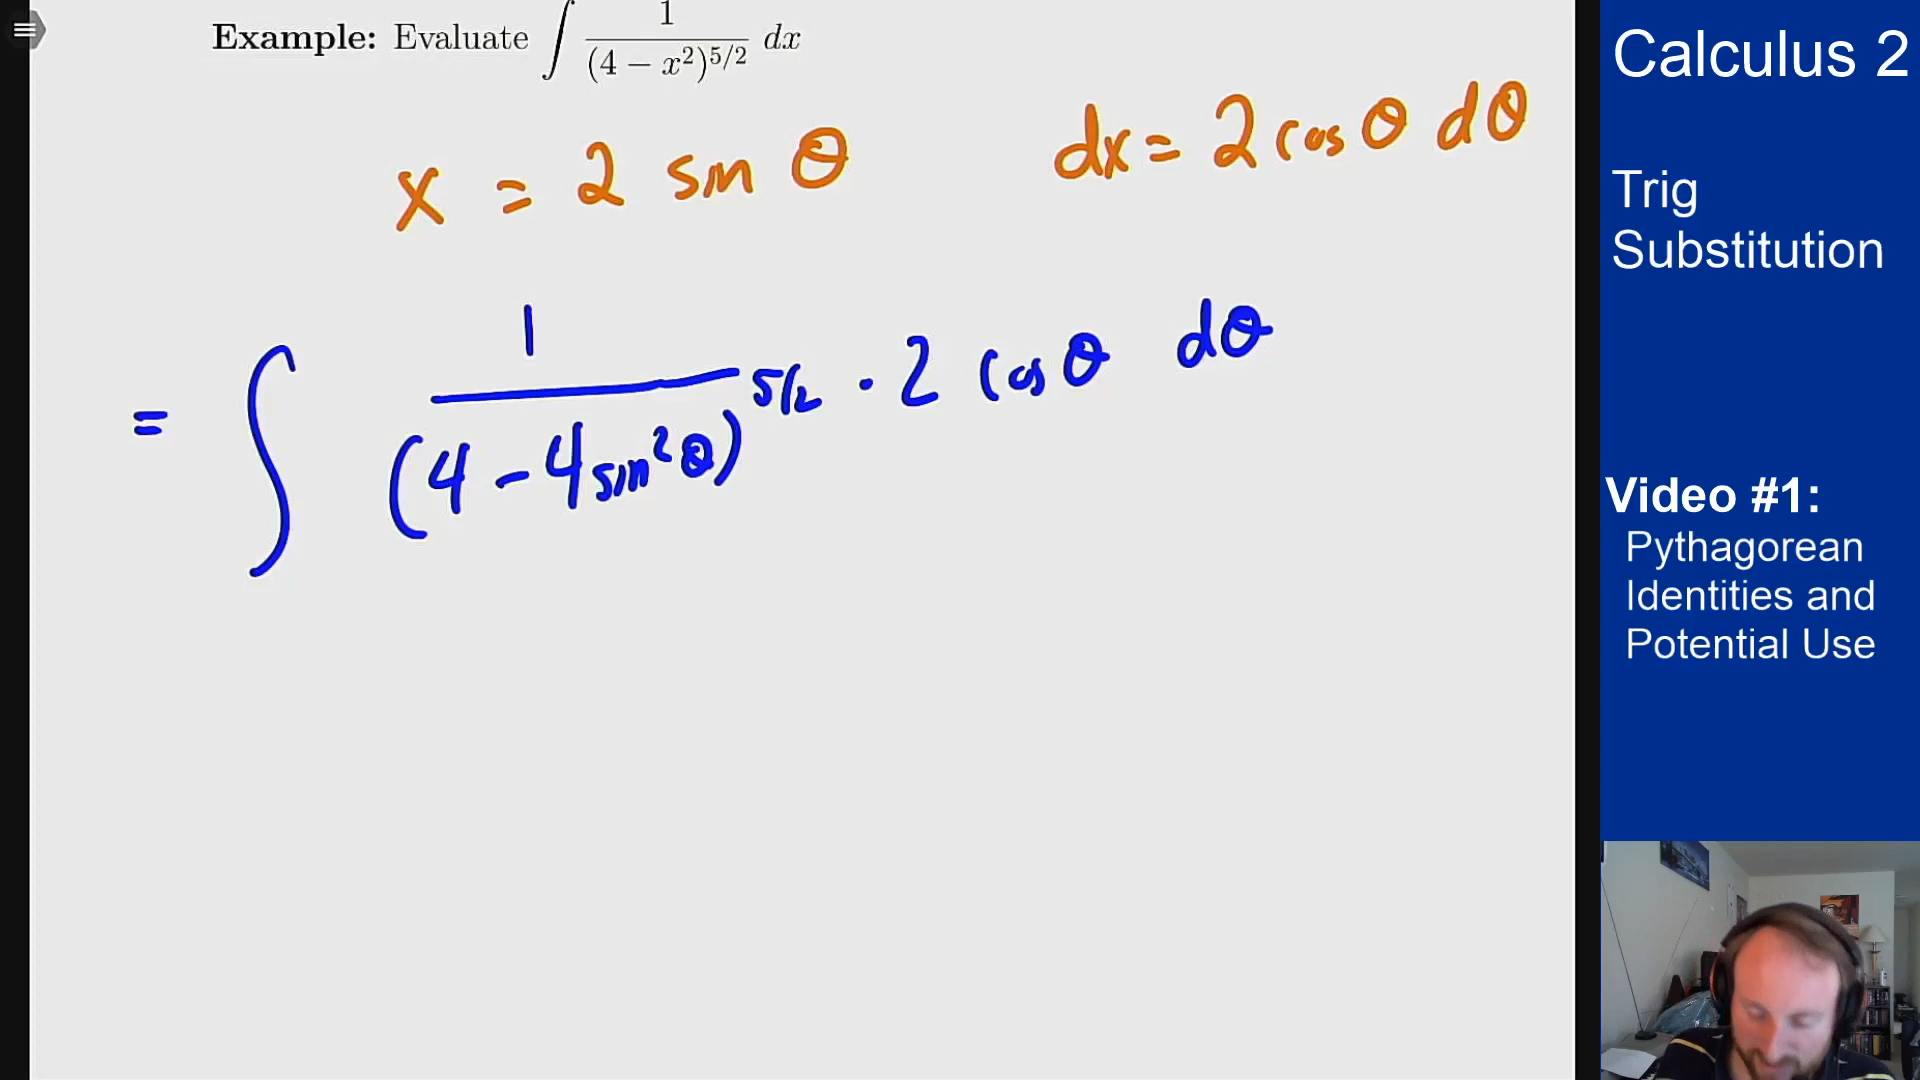 Example: Evaluate ∫ 1/(4 − x²)^{5/2} dx
x = 2 sin θ
dx = 2 cos θ dθ
= ∫ 1/(4 - 4 sin² θ)^{5/2} · 2 cos θ dθ
Calculus 2
Trig
Substitution
Video #1:
Pythagorean
Identities and
Potential Use